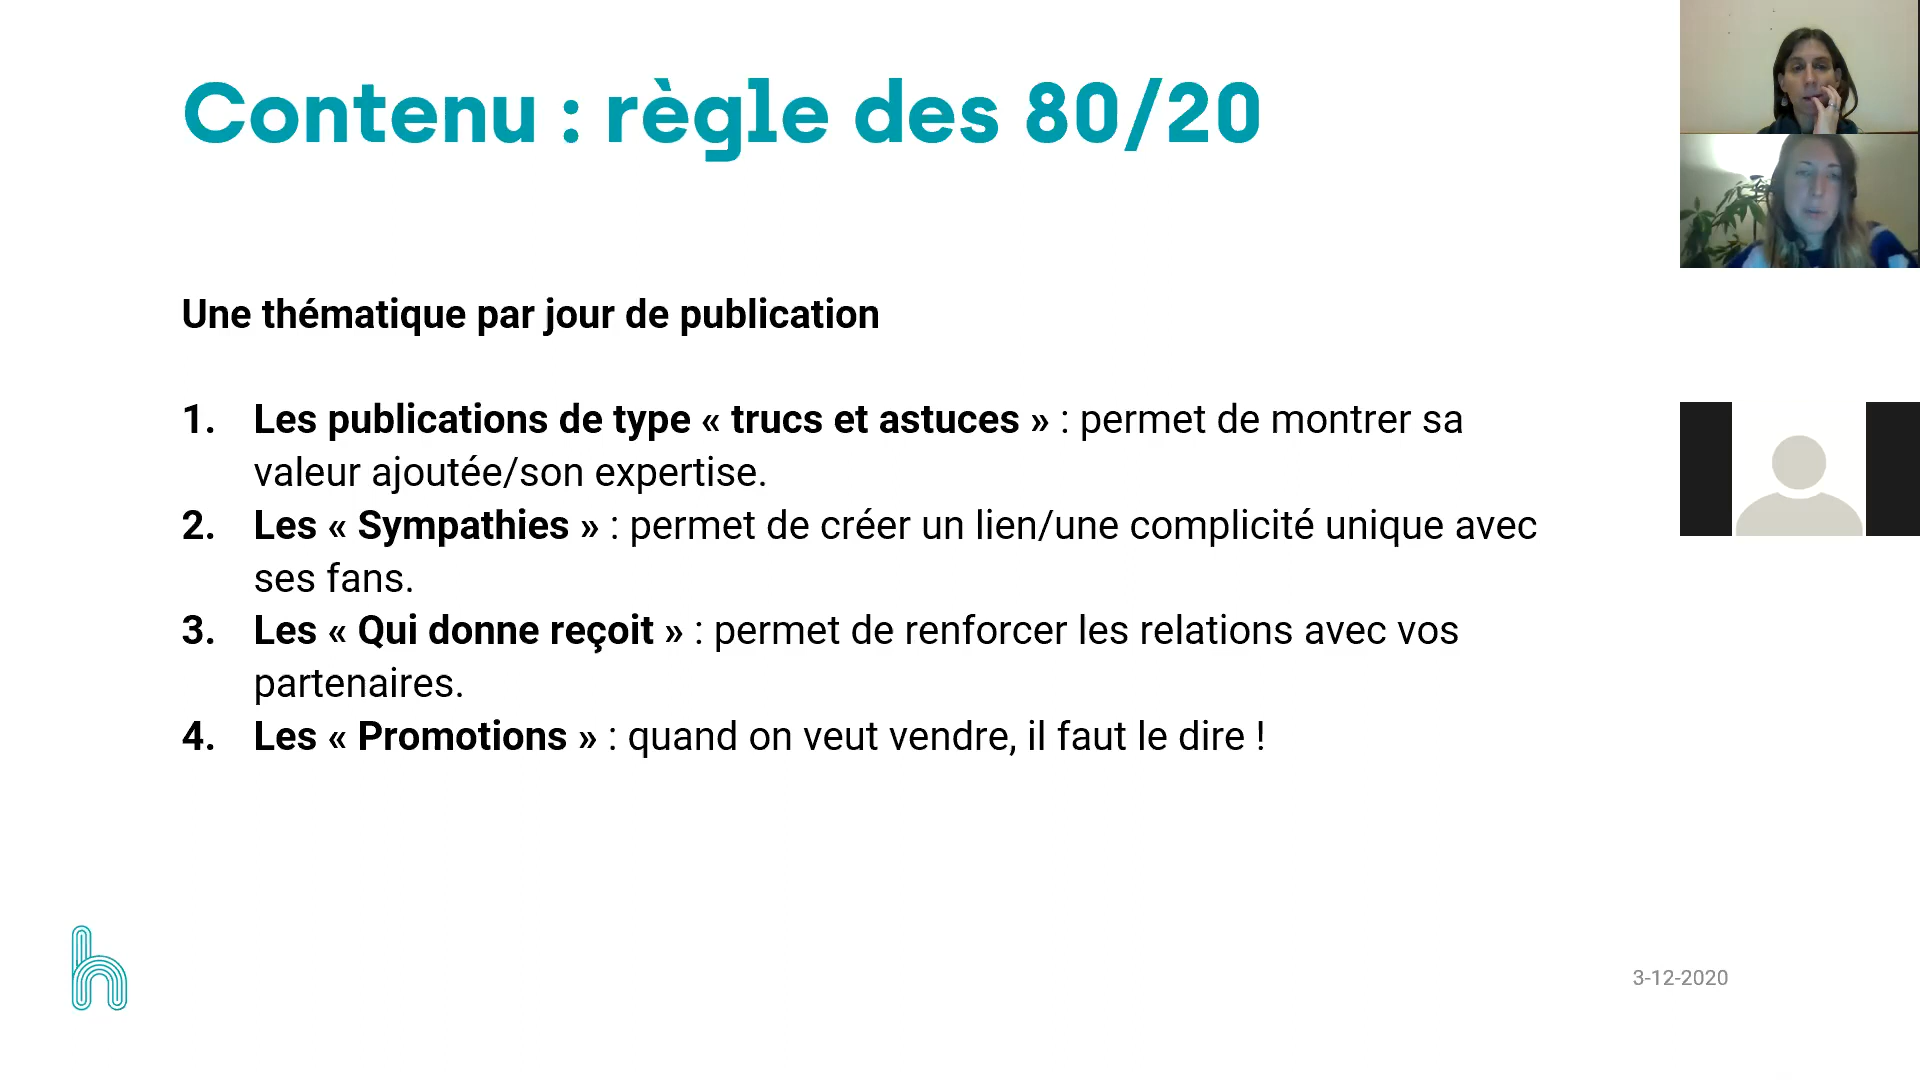 Contenu : règle des 80/20
Une thématique par jour de publication
1. Les publications de type « trucs et astuces » : permet de montrer sa
valeur ajoutée/son expertise.
2. Les « Sympathies » : permet de créer un lien/une complicité unique avec
ses fans.
3. Les « Qui donne reçoit » : permet de renforcer les relations avec vos
partenaires.
4. Les « Promotions » : quand on veut vendre, il faut le dire !
h
3-12-2020